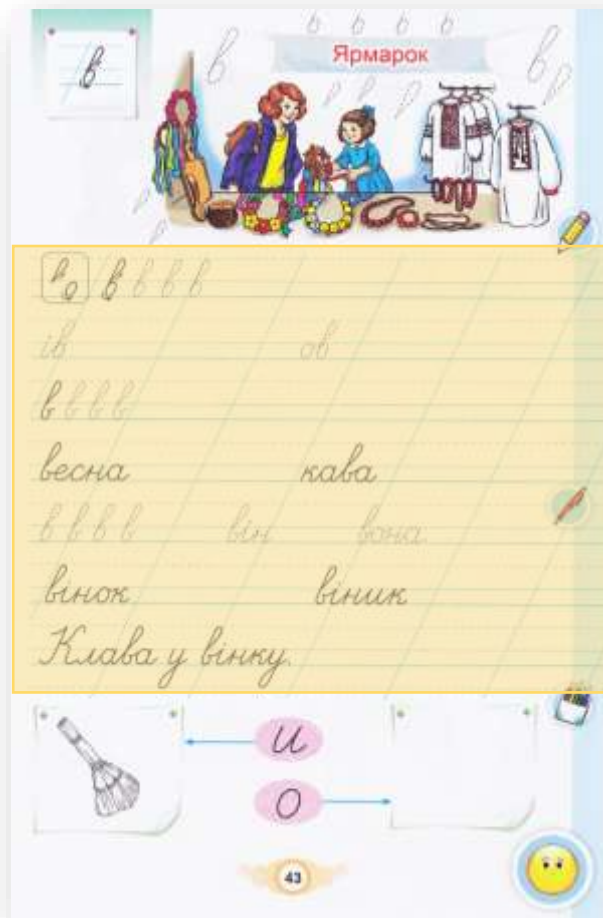 в
в в в в
Ярмарок
в в в в в
ів ов
в в в в
весна кава
в в в в він вона
вінок віник
Клава у вінку.
и
о
43